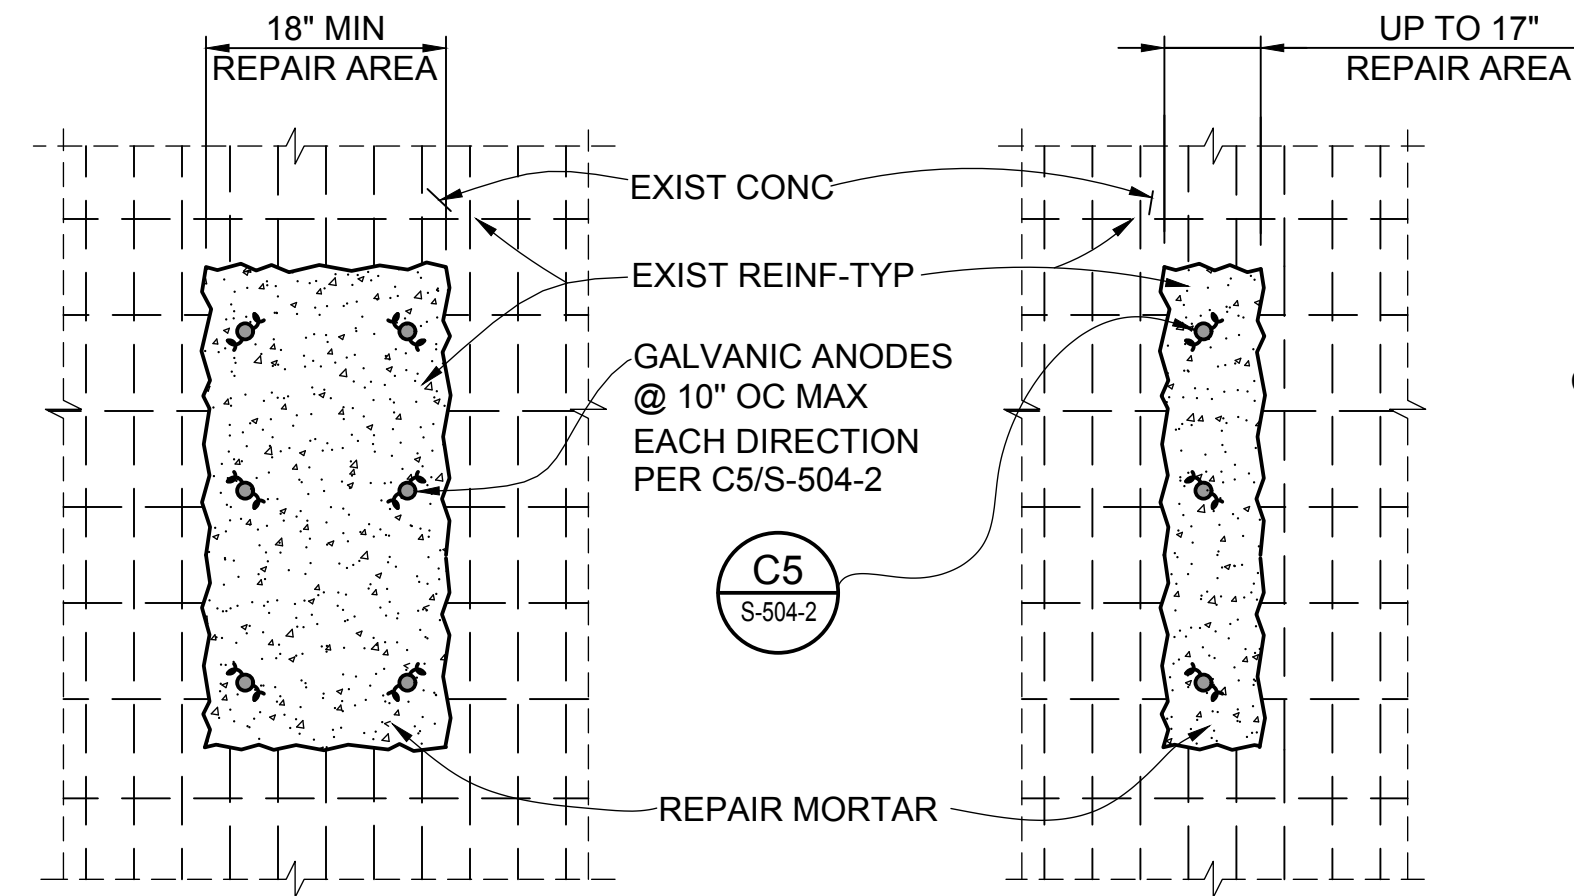 18" MIN
REPAIR AREA
UP TO 17"
REPAIR AREA
EXIST CONC
EXIST REINF-TYP
GALVANIC ANODES
@ 10" OC MAX
EACH DIRECTION
PER C5/S-504-2
C5
S-504-2
REPAIR MORTAR